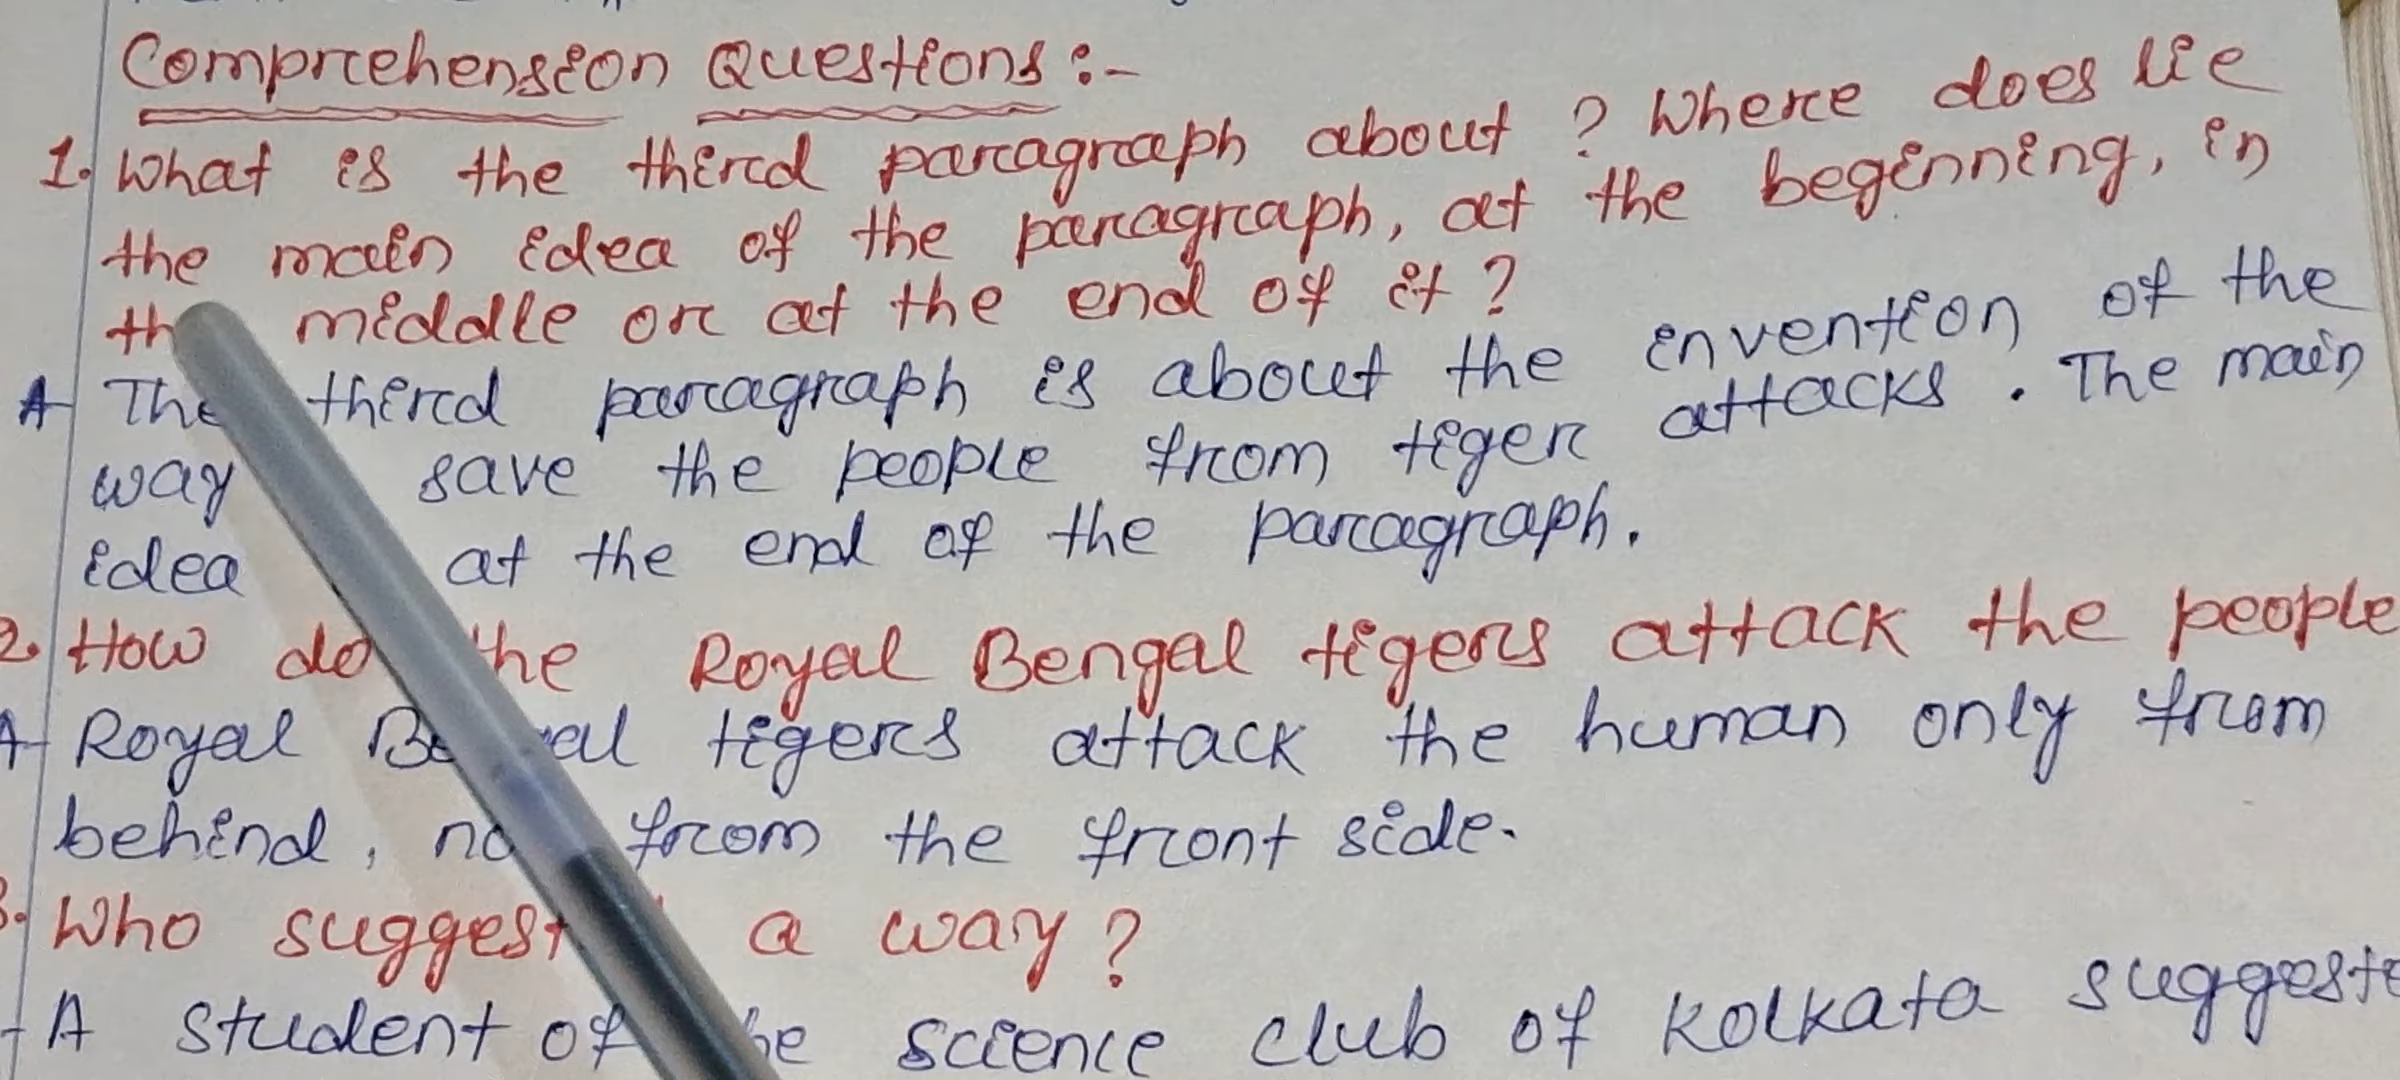 Comprehension Questions :-
1. What is the third paragraph about ? Where does lie
the main idea of the paragraph, at the beginning, in
middle or at the end of it ?
A The third paragraph is about the invention of the
way save the people from tiger attacks. The main
idea at the end of the paragraph.
2. How do the Royal Bengal tigers attack the people
A Royal Bengal tigers attack the human only from
behind, from the front side.
3. Who a way ?
A student of the science club of Kolkata